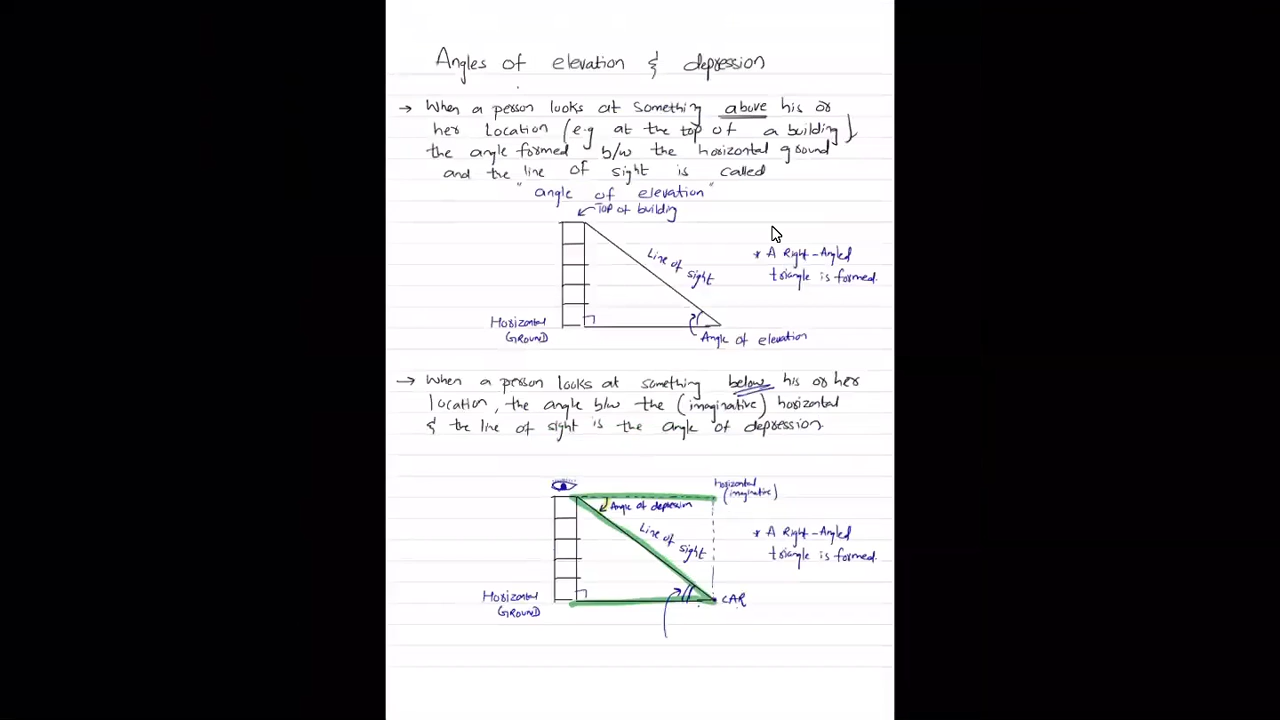 Angles of elevation & depression
→ When a person looks at something above his or
her location (e.g at the top of a building),
the angle formed b/w the horizontal ground
and the line of sight is called
"angle of elevation"
Top of building
Line of sight
* A Right-Angled
triangle is formed.
Horizontal
GROUND
Angle of elevation
→ When a person looks at something below his or her
location, the angle b/w the (imaginative) horizontal
& the line of sight is the angle of depression.
horizontal
(imaginative)
Angle of depression
Line of sight
* A Right-Angled
triangle is formed.
Horizontal
GROUND
CAR